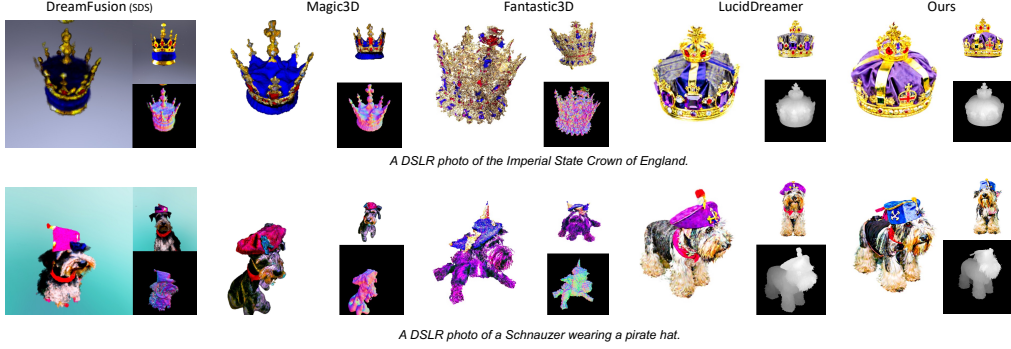 DreamFusion (SDS) Magic3D Fantastic3D LucidDreamer Ours
A DSLR photo of the Imperial State Crown of England.
A DSLR photo of a Schnauzer wearing a pirate hat.